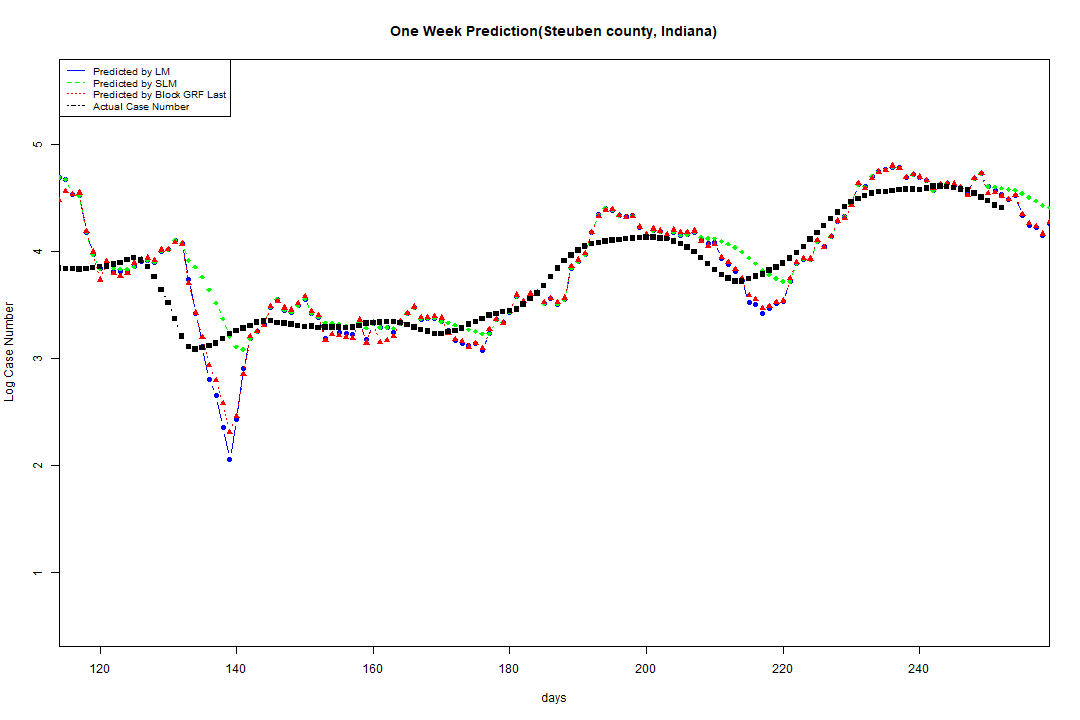 One Week Prediction(Steuben county, Indiana)
Predicted by LM
Predicted by SLM
Predicted by Block GRF Last
Actual Case Number
5
4
3
2
1
Log Case Number
120 140 160 180 200 220 240
days